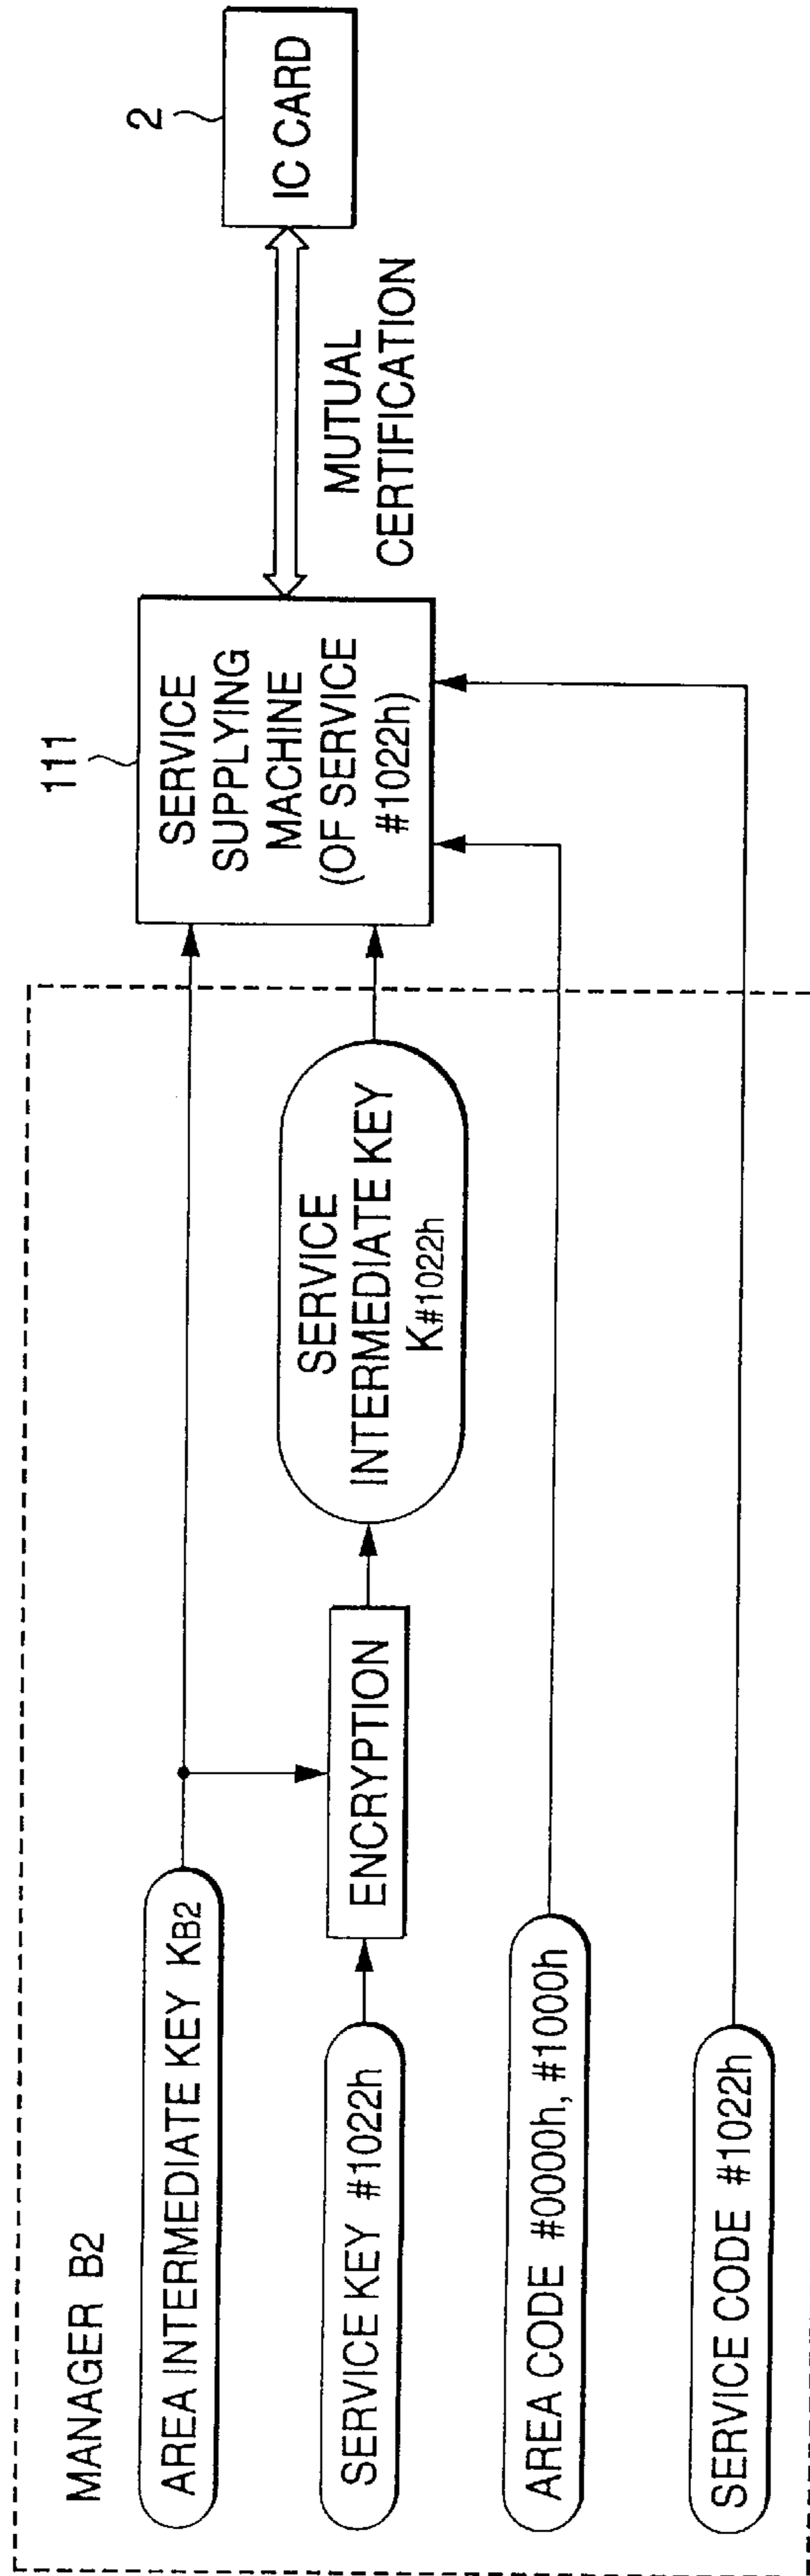 MANAGER B2
AREA INTERMEDIATE KEY KB2
SERVICE KEY #1022h
AREA CODE #0000h, #1000h
SERVICE CODE #1022h
ENCRYPTION
SERVICE
INTERMEDIATE KEY
K#1022h
111
SERVICE
SUPPLYING
MACHINE
(OF SERVICE
#1022h)
MUTUAL
CERTIFICATION
2
IC CARD